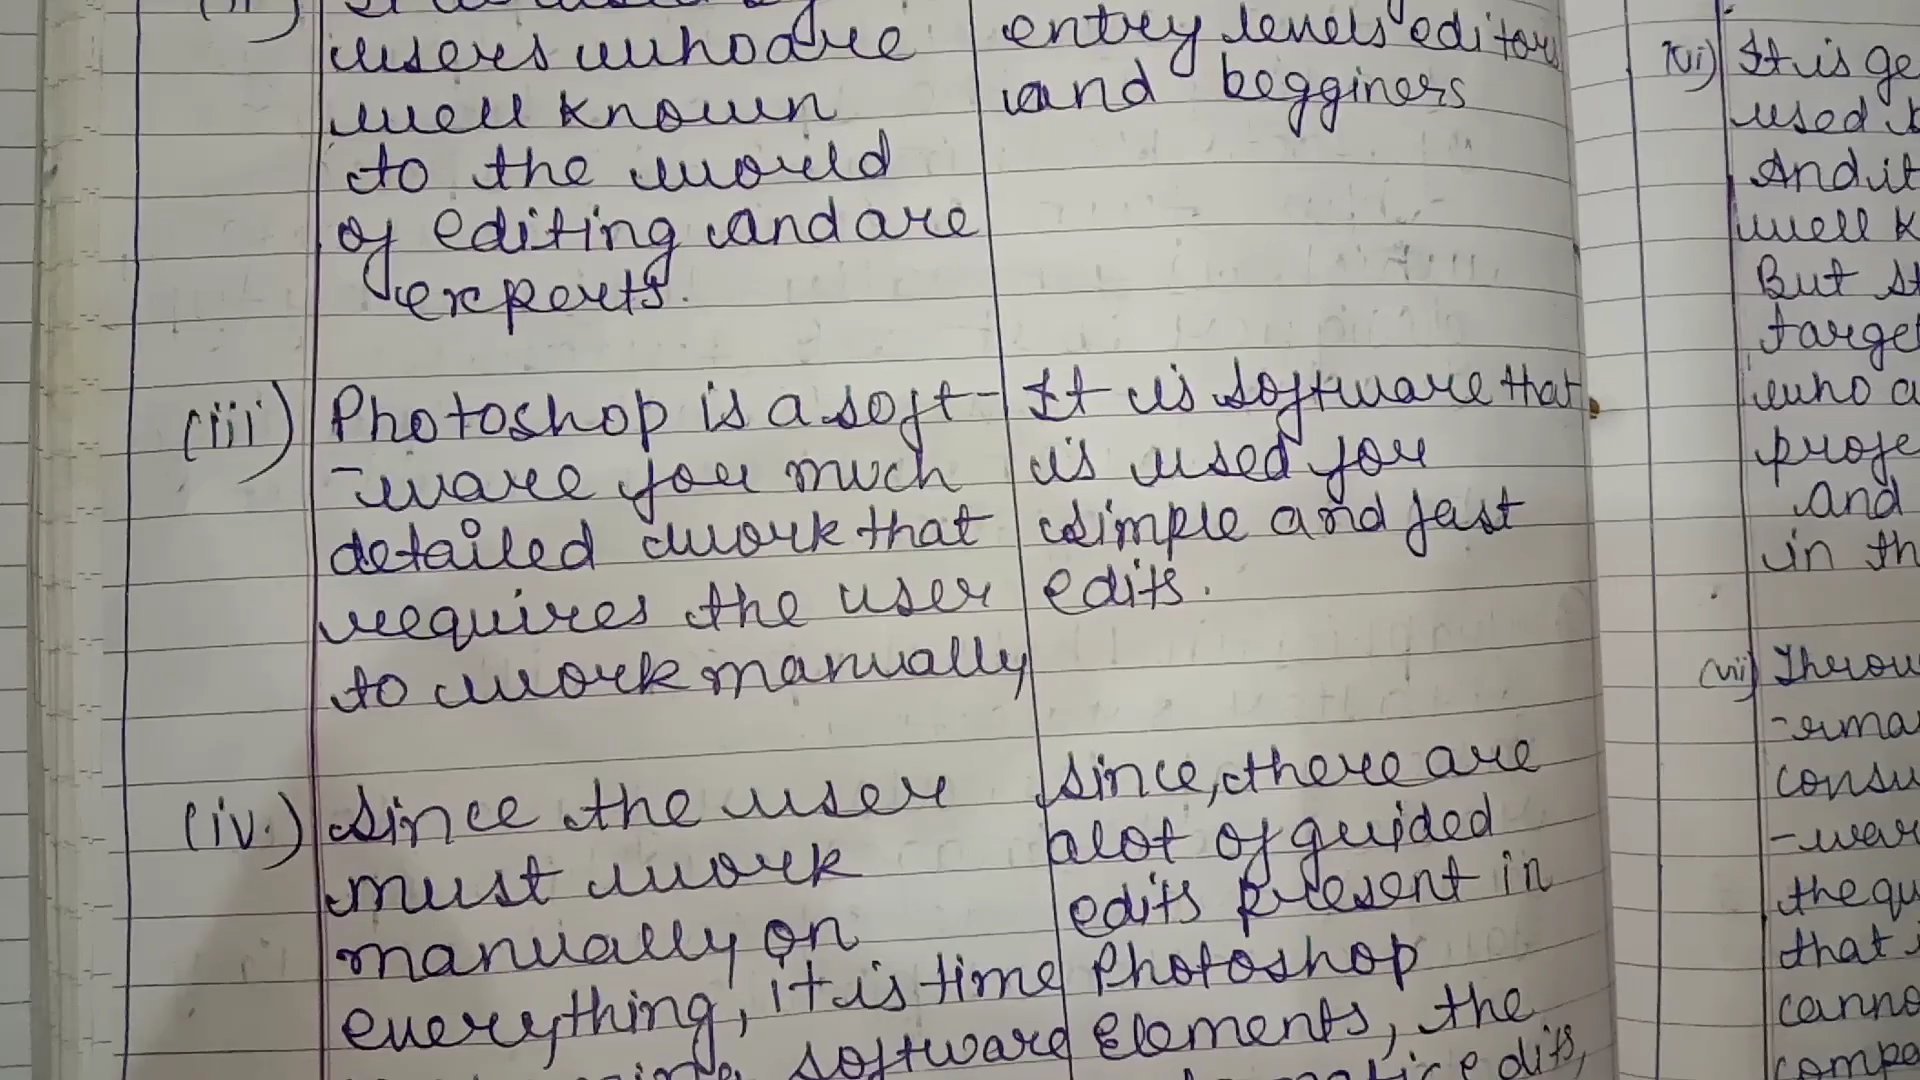 users who are
well known
to the world
of editing and are
experts.
entry levels editors
and begginers
(iii) Photoshop is a soft-
-ware for much
detailed work that
requires the user
to work manually
It is software that
is used for
simple and fast
edits.
(iv.) Since the user
must work
manually on
everything, it is time
software
Since, there are
alot of guided
edits present in
Photoshop
Elements, the
edits,
(vi) It is ge
used
And it
well k
But st
targe
who a
profe
and
in th
(vii) Throu
-rma
consu
-war
the qu
that
canno
compa